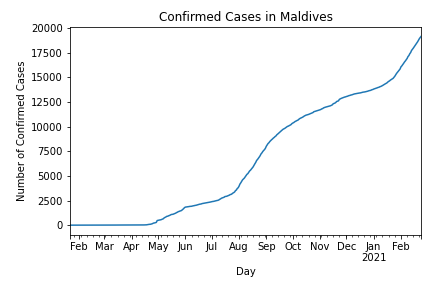 Confirmed Cases in Maldives
20000
17500
15000
12500
10000
7500
5000
2500
0
Number of Confirmed Cases
Feb Mar Apr May Jun Jul Aug Sep Oct Nov Dec Jan Feb
2021
Day